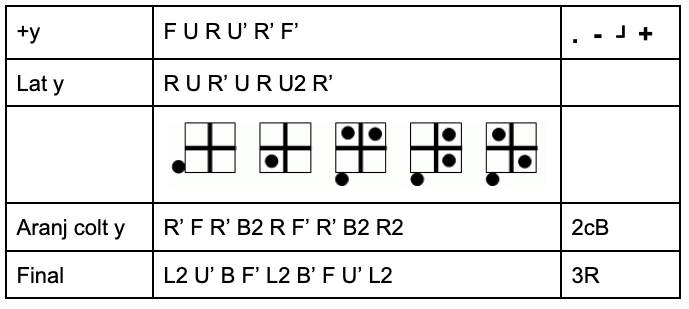 +y F U R U’ R’ F’ . - ┘ +
Lat y R U R’ U R U2 R’
Aranj colt y R’ F R’ B2 R F’ R’ B2 R2 2cB
Final L2 U’ B F’ L2 B’ F U’ L2 3R